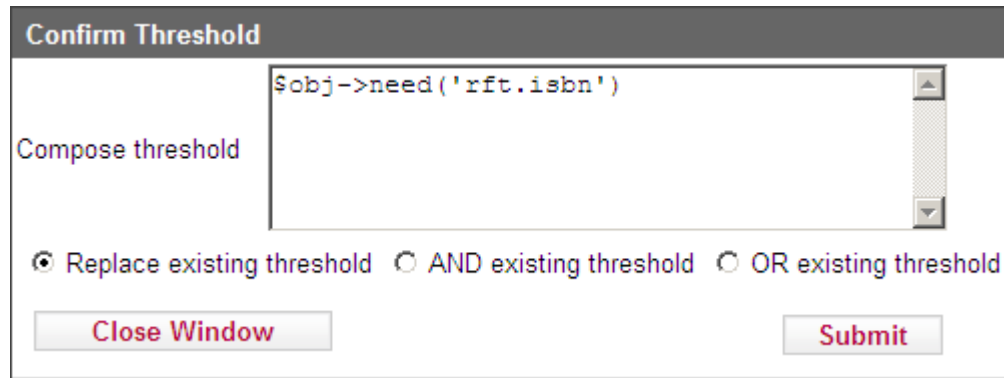 Confirm Threshold
$obj->need('rft.isbn')
Compose threshold
Replace existing threshold AND existing threshold OR existing threshold
Close Window Submit